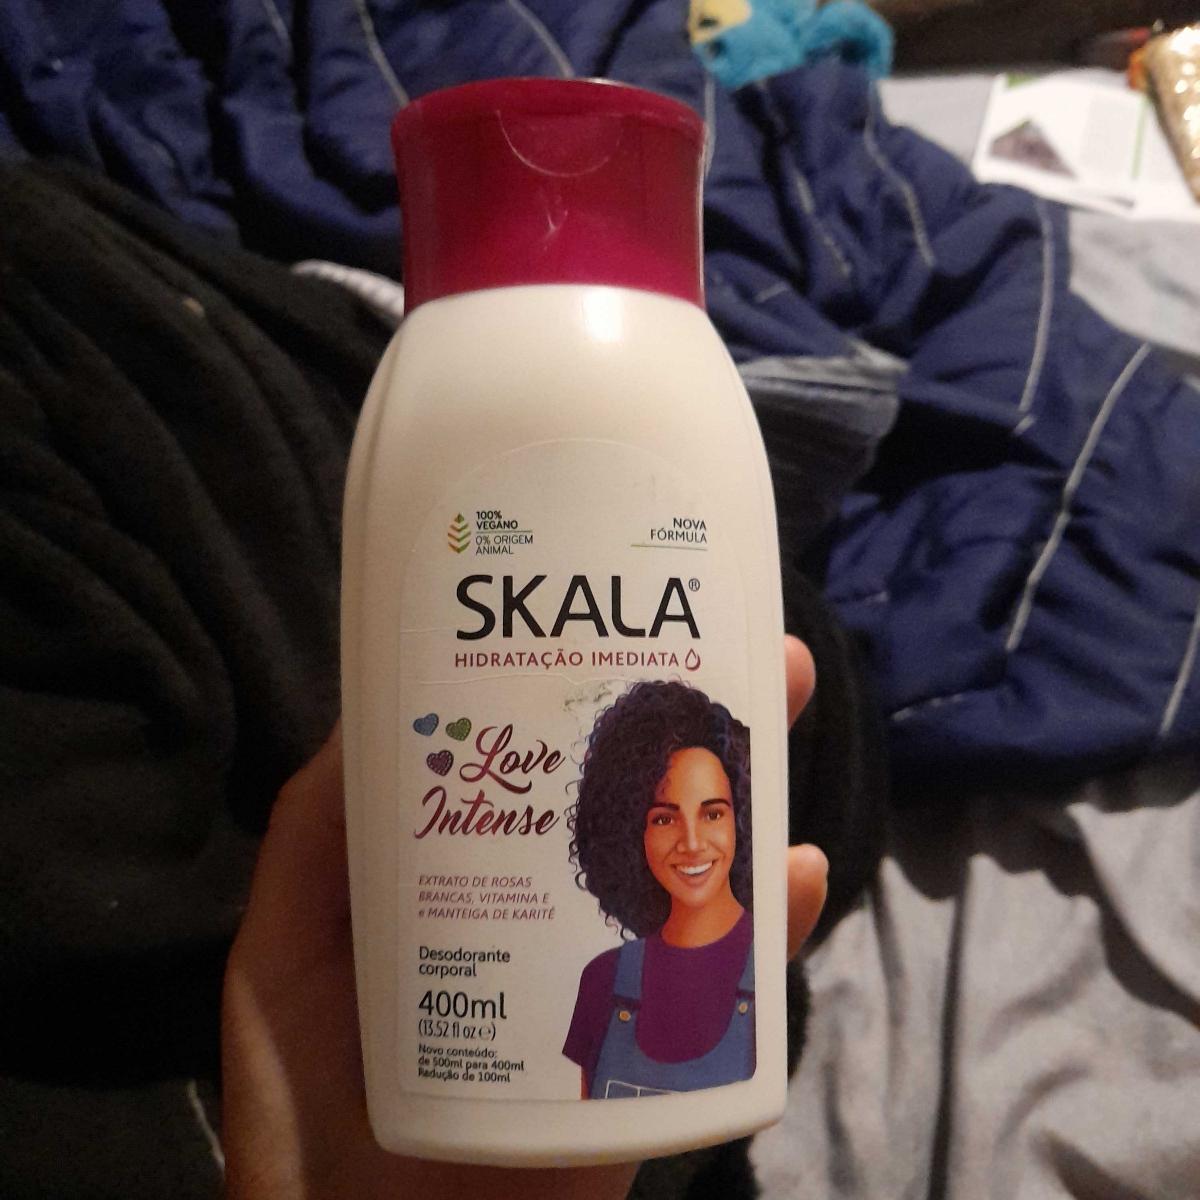 100%
VEGANO
0% ORIGEM
ANIMAL
NOVA
FÓRMULA
SKALA®
HIDRATAÇÃO IMEDIATA
Love
Intense
EXTRATO DE ROSAS
BRANCAS, VITAMINA E
e MANTEIGA DE KARITÉ
Desodorante
corporal
400ml
(13.52 fl oz ℮)
Novo conteúdo:
de 500ml para 400ml
Redução de 100ml